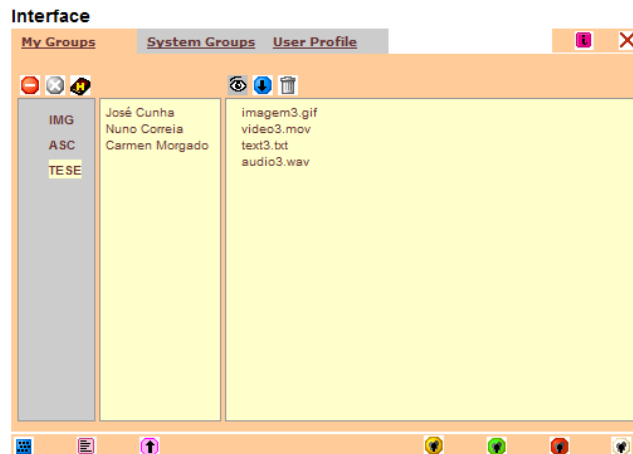 Interface
My Groups System Groups User Profile
IMG
ASC
TESE
José Cunha
Nuno Correia
Carmen Morgado
imagem3.gif
video3.mov
text3.txt
audio3.wav